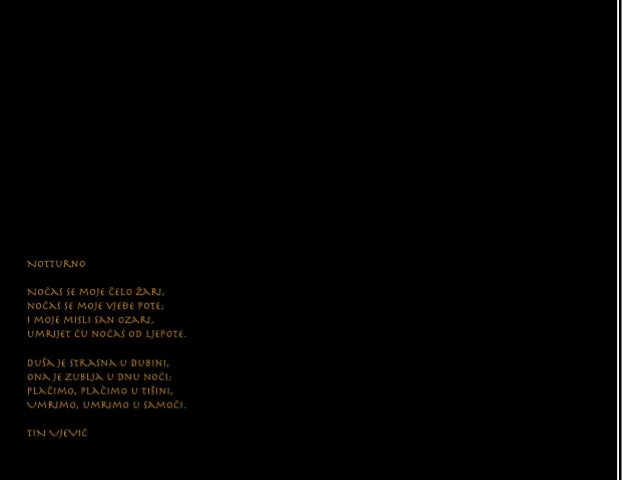 Notturno
Noćas se moje čelo žari,
noćas se moje vjeđe pote;
i moje misli san ozari,
umrijet ću noćas od ljepote.
Duša je strasna u dubini,
ona je zublja u dnu noći;
plačimo, plačimo u tišini,
Umrimo, umrimo u samoći.
TIN UJEVIĆ